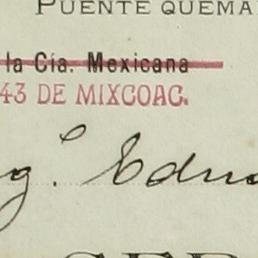 PUENTE QUEMA
la Cía. Mexicana
43 DE MIXCOAC.
g. Edu